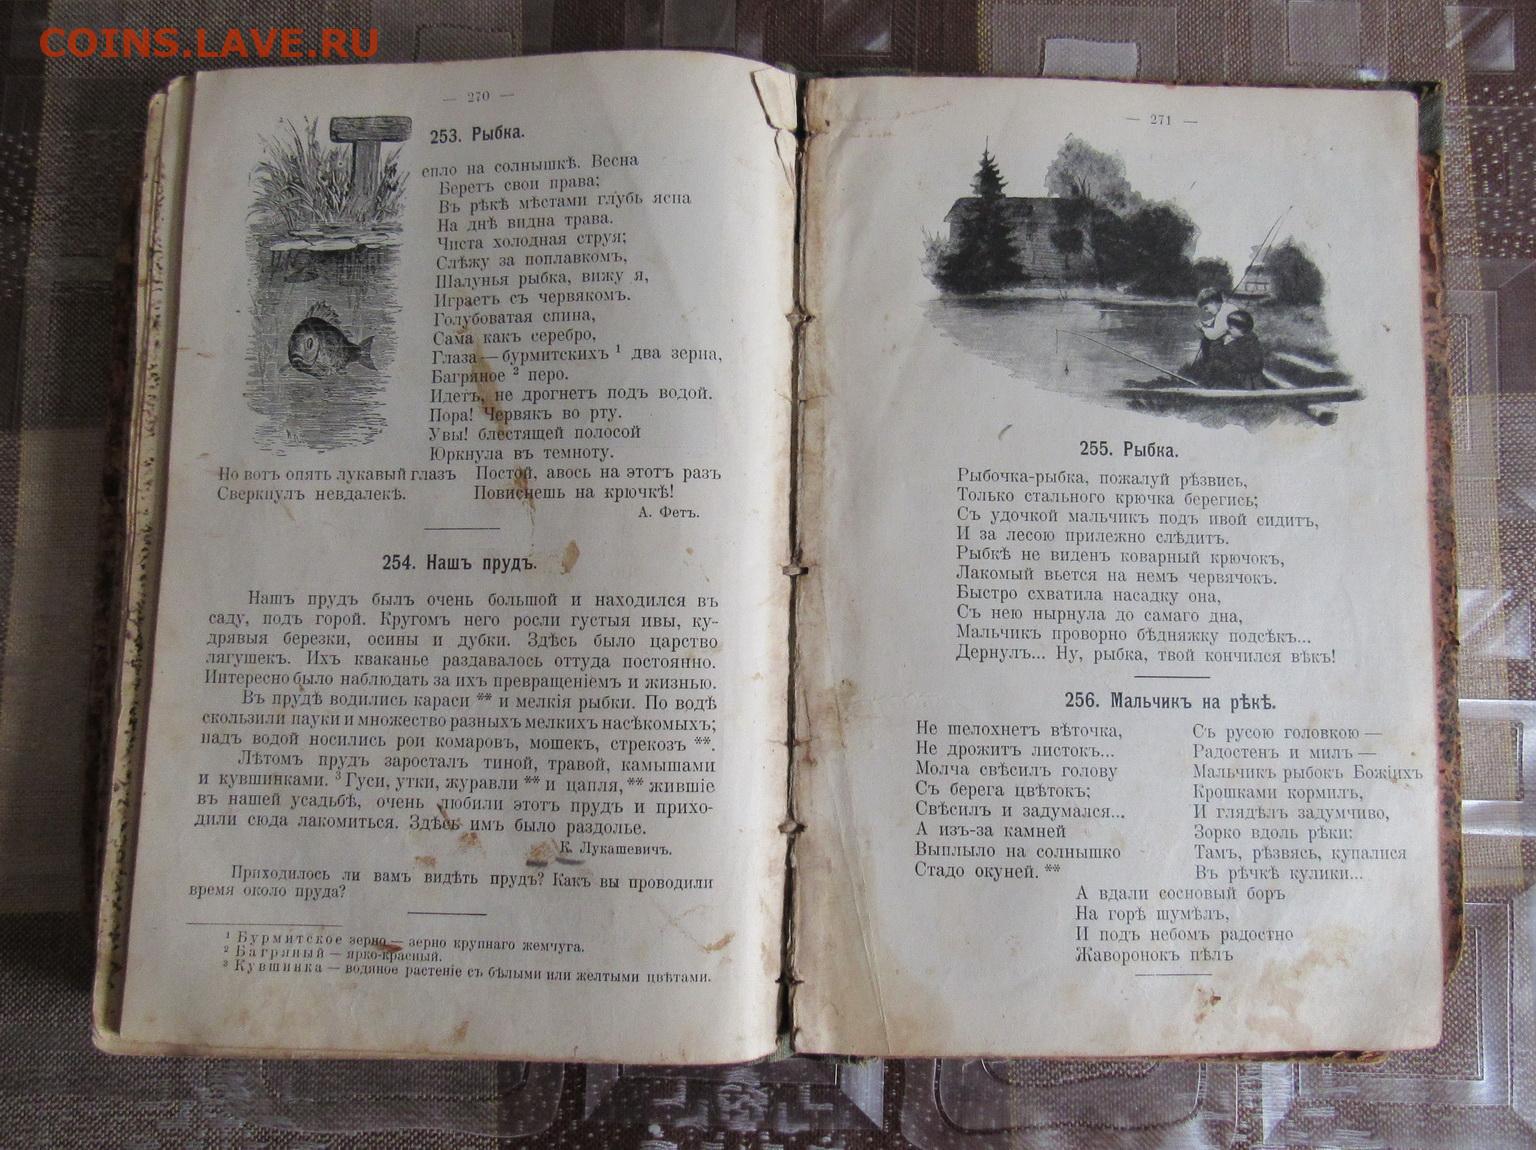 COINS.LAVE.RU
— 270 —
253. Рыбка.
епло на солнышкѣ. Весна
Беретъ свои права;
Въ рѣкѣ мѣстами глубь ясна
На днѣ видна трава.
Чиста холодная струя;
Слѣжу за поплавкомъ,
Шалунья рыбка, вижу я,
Играетъ съ червякомъ.
Голубоватая спина,
Сама какъ серебро,
Глаза — бурмитскихъ ¹ два зерна,
Багряное ² перо.
Идетъ, не дрогнетъ подъ водой.
Пора! Червякъ во рту.
Увы! блестящей полосой
Юркнула въ темноту.
Но вотъ опять лукавый глазъ
Сверкнулъ невдалекѣ.
Постой, авось на этотъ разъ
Повиснешь на крючкѣ!
А. Фетъ.
254. Нашъ прудъ.
Нашъ прудъ былъ очень большой и находился въ
саду, подъ горой. Кругомъ него росли густыя ивы, ку-
дрявыя березки, осины и дубки. Здѣсь было царство
лягушекъ. Ихъ кваканье раздавалось оттуда постоянно.
Интересно было наблюдать за ихъ превращеніемъ и жизнью.
Въ прудѣ водились караси ** и мелкія рыбки. По водѣ
скользили пауки и множество разныхъ мелкихъ насѣкомыхъ;
надъ водой носились рои комаровъ, мошекъ, стрекозъ **.
Лѣтомъ прудъ заросталъ тиной, травой, камышами
и кувшинками. ³ Гуси, утки, журавли ** и цапля, ** жившіе
въ нашей усадьбѣ, очень любили этотъ прудъ и прихо-
дили сюда лакомиться. Здѣсь имъ было раздолье.
К. Лукашевичъ.
Приходилось ли вамъ видѣть прудъ? Какъ вы проводили
время около пруда?
¹ Бурмитское зерно — зерно крупнаго жемчуга.
² Багряный — ярко-красный.
³ Кувшинка — водяное растеніе съ бѣлыми или желтыми цвѣтами.
— 271 —
255. Рыбка.
Рыбочка-рыбка, пожалуй рѣзвись,
Только стального крючка берегись;
Съ удочкой мальчикъ подъ ивой сидитъ,
И за лесою прилежно слѣдитъ.
Рыбкѣ не виденъ коварный крючокъ,
Лакомый вьется на немъ червячокъ.
Быстро схватила насадку она,
Съ нею нырнула до самаго дна,
Мальчикъ проворно бѣдняжку подсѣкъ...
Дернулъ... Ну, рыбка, твой кончился вѣкъ!
256. Мальчикъ на рѣкѣ.
Не шелохнетъ вѣточка,
Не дрожитъ листокъ...
Молча свѣсилъ голову
Съ берега цвѣтокъ;
Свѣсилъ и задумался...
А изъ-за камней
Выплыло на солнышко
Стадо окуней. **
Съ русою головкою —
Радостенъ и милъ —
Мальчикъ рыбокъ Божіихъ
Крошками кормилъ,
И глядѣлъ задумчиво,
Зорко вдоль рѣки:
Тамъ, рѣзвясь, купалися
Въ рѣчкѣ кулики...
А вдали сосновый боръ
На горѣ шумѣлъ,
И подъ небомъ радостно
Жаворонокъ пѣлъ